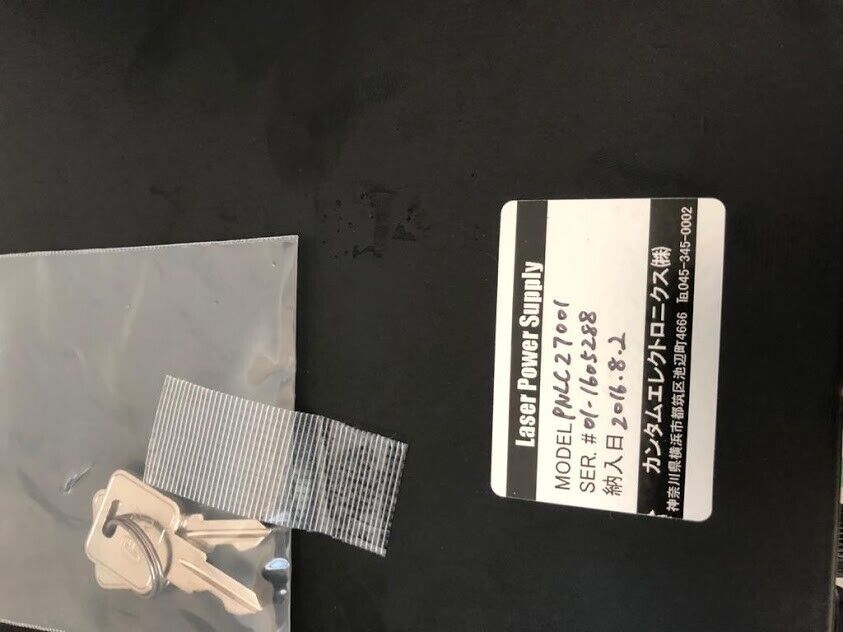 Laser Power Supply
MODEL PNLC27001
SER. # 01-1605288
納入日 2016.8.2
カンタムエレクトロニクス(株)
神奈川県横浜市都筑区池辺町4666 ℡045-345-0002